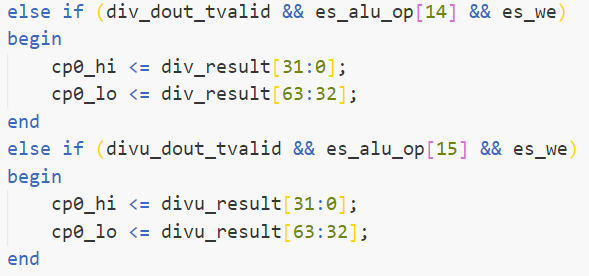 else if (div_dout_tvalid && es_alu_op[14] && es_we)
begin
    cp0_hi <= div_result[31:0];
    cp0_lo <= div_result[63:32];
end
else if (divu_dout_tvalid && es_alu_op[15] && es_we)
begin
    cp0_hi <= divu_result[31:0];
    cp0_lo <= divu_result[63:32];
end